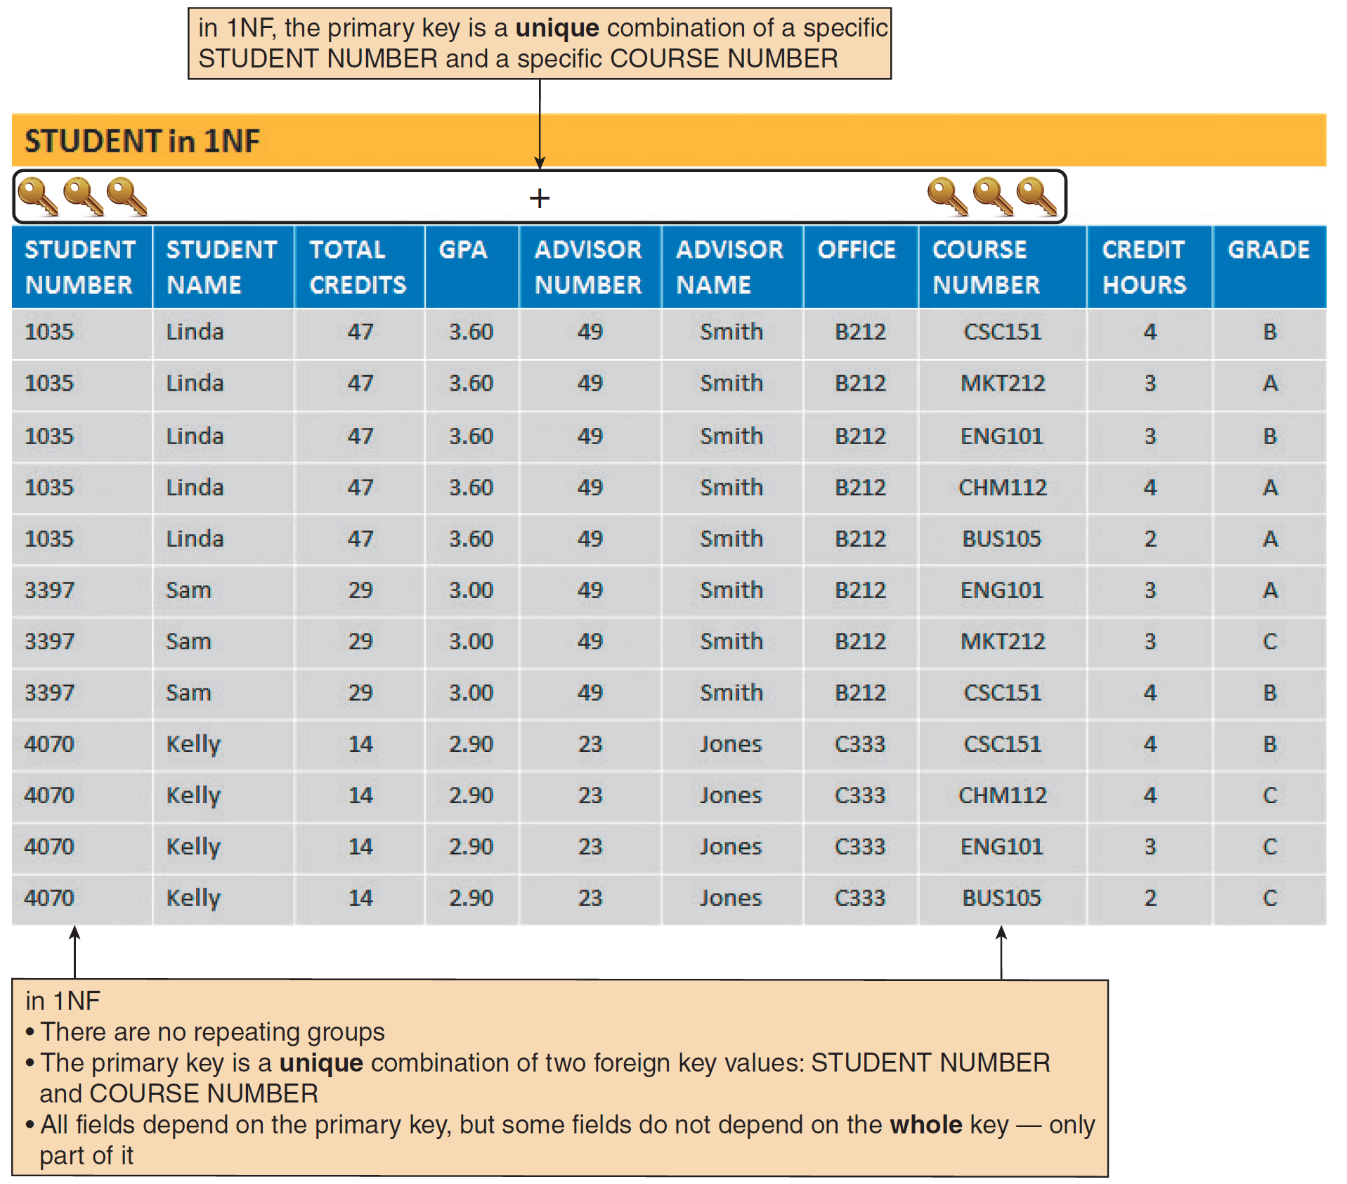 in 1NF, the primary key is a unique combination of a specific
STUDENT NUMBER and a specific COURSE NUMBER
STUDENT in 1NF
+
STUDENT NUMBER STUDENT NAME TOTAL CREDITS GPA ADVISOR NUMBER ADVISOR NAME OFFICE COURSE NUMBER CREDIT HOURS GRADE
1035 Linda 47 3.60 49 Smith B212 CSC151 4 B
1035 Linda 47 3.60 49 Smith B212 MKT212 3 A
1035 Linda 47 3.60 49 Smith B212 ENG101 3 B
1035 Linda 47 3.60 49 Smith B212 CHM112 4 A
1035 Linda 47 3.60 49 Smith B212 BUS105 2 A
3397 Sam 29 3.00 49 Smith B212 ENG101 3 A
3397 Sam 29 3.00 49 Smith B212 MKT212 3 C
3397 Sam 29 3.00 49 Smith B212 CSC151 4 B
4070 Kelly 14 2.90 23 Jones C333 CSC151 4 B
4070 Kelly 14 2.90 23 Jones C333 CHM112 4 C
4070 Kelly 14 2.90 23 Jones C333 ENG101 3 C
4070 Kelly 14 2.90 23 Jones C333 BUS105 2 C
in 1NF
• There are no repeating groups
• The primary key is a unique combination of two foreign key values: STUDENT NUMBER
and COURSE NUMBER
• All fields depend on the primary key, but some fields do not depend on the whole key — only
part of it